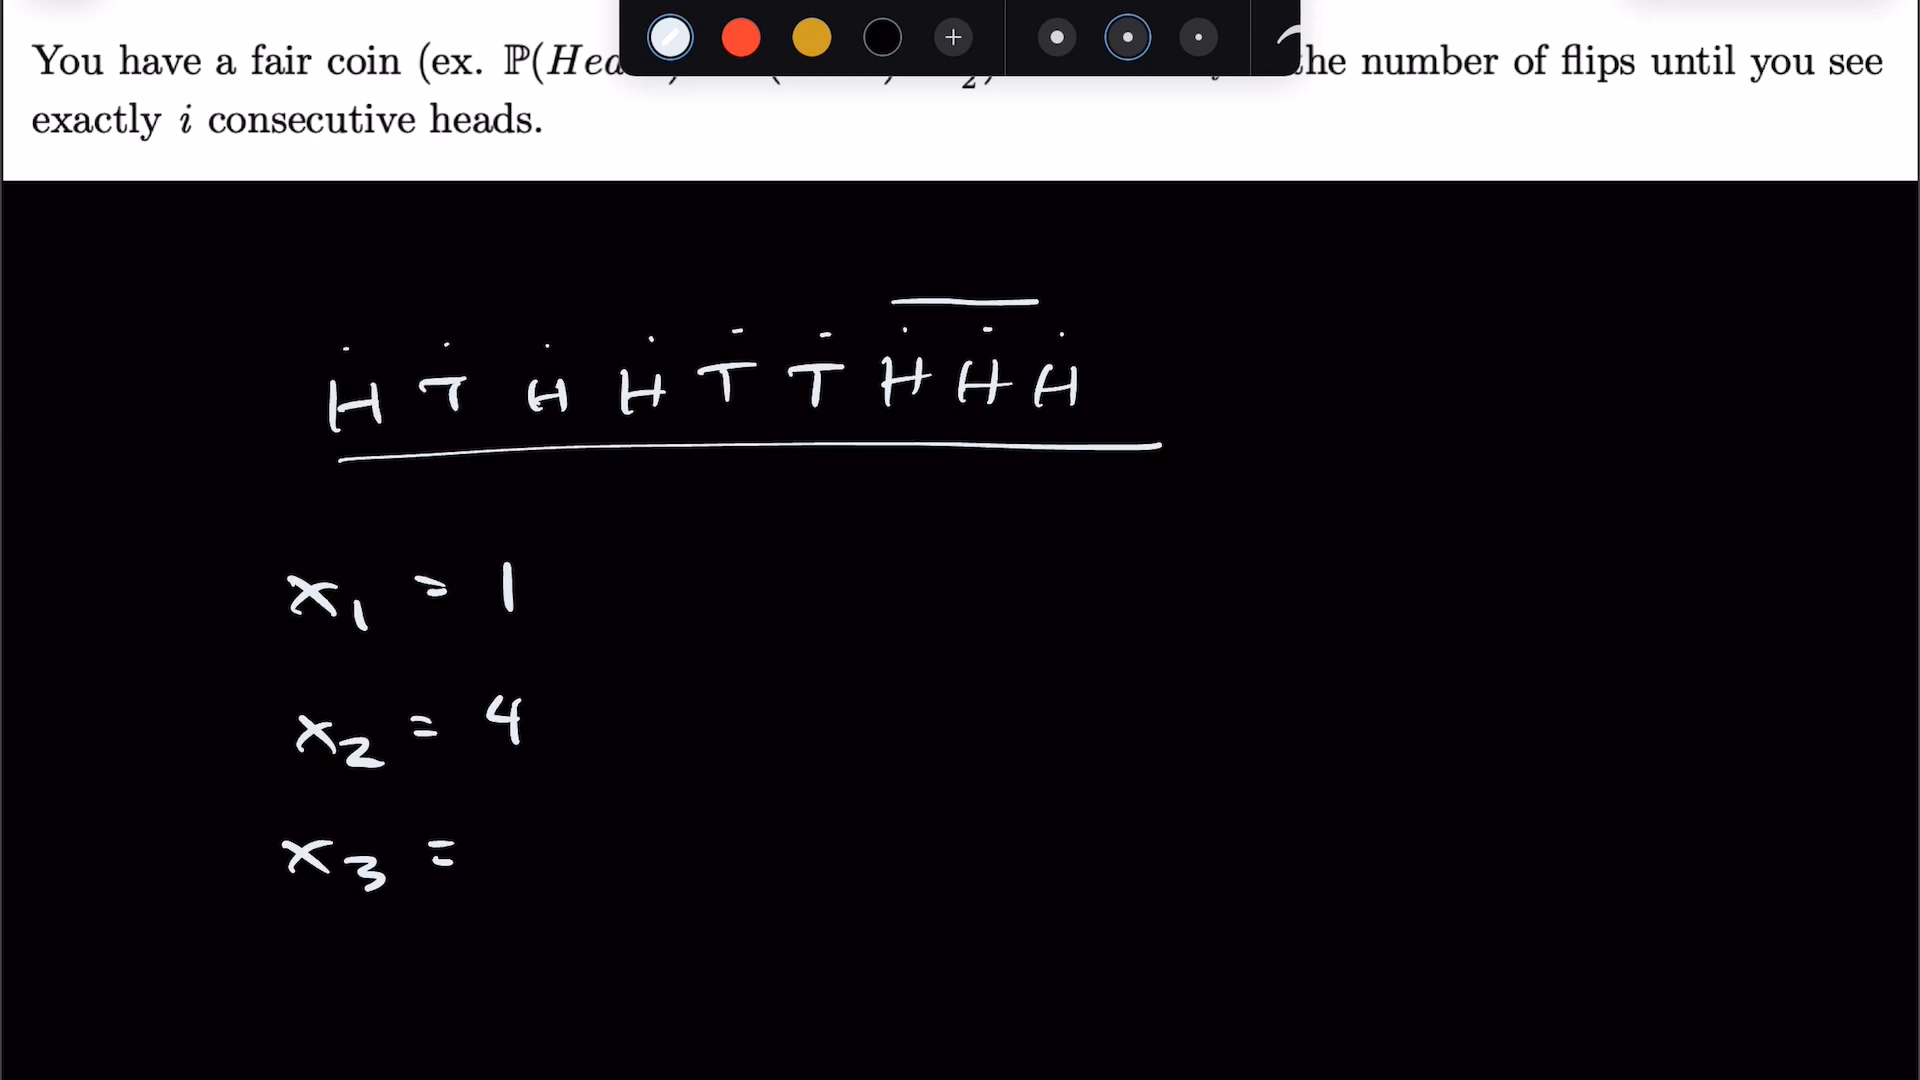 You have a fair coin (ex. ℙ(Hea he number of flips until you see
exactly i consecutive heads.
H T H H T T H H H
x₁ = 1
x₂ = 4
x₃ =